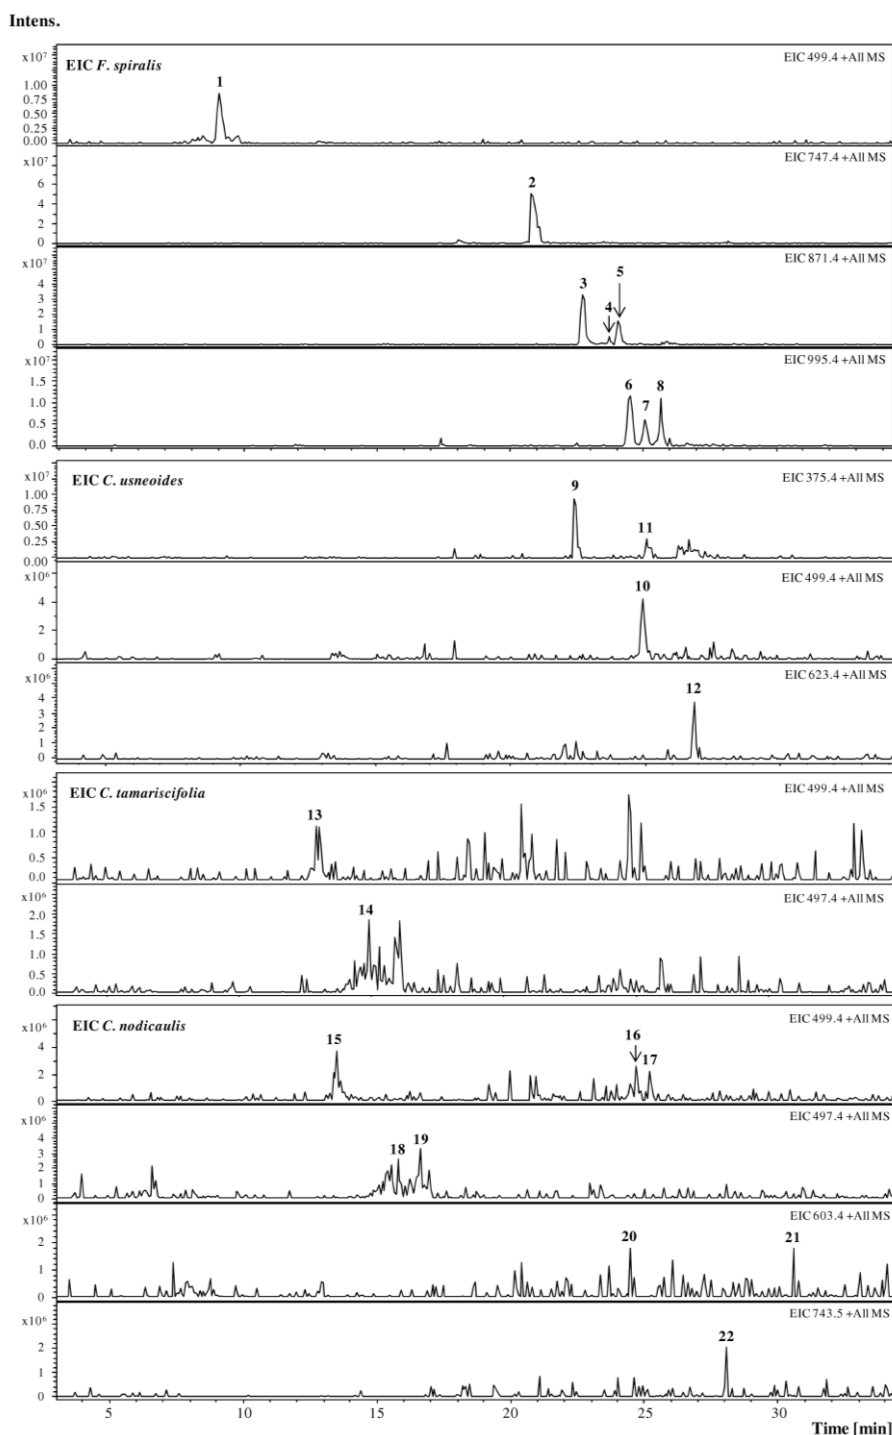 Intens.
x10⁷
EIC F. spiralis
EIC 499.4 +All MS
1
1.00
0.75
0.50
0.25
0.00
x10⁷
EIC 747.4 +All MS
2
6
4
2
0
x10⁷
EIC 871.4 +All MS
3
4
5
4
3
2
1
0
x10⁷
EIC 995.4 +All MS
6
7
8
1.5
1.0
0.5
0.0
x10⁷
EIC C. usneoides
EIC 375.4 +All MS
9
11
1.00
0.75
0.50
0.25
0.00
x10⁶
EIC 499.4 +All MS
10
4
2
0
x10⁶
EIC 623.4 +All MS
12
4
3
2
1
0
x10⁶
EIC C. tamariscifolia
EIC 499.4 +All MS
13
1.5
1.0
0.5
0.0
x10⁶
EIC 497.4 +All MS
14
2.0
1.5
1.0
0.5
0.0
x10⁶
EIC C. nodicaulis
EIC 499.4 +All MS
15
16
17
4
2
0
x10⁶
EIC 497.4 +All MS
18
19
4
3
2
1
0
x10⁶
EIC 603.4 +All MS
20
21
2
1
0
x10⁶
EIC 743.5 +All MS
22
2
1
0
5 10 15 20 25 30
Time [min]